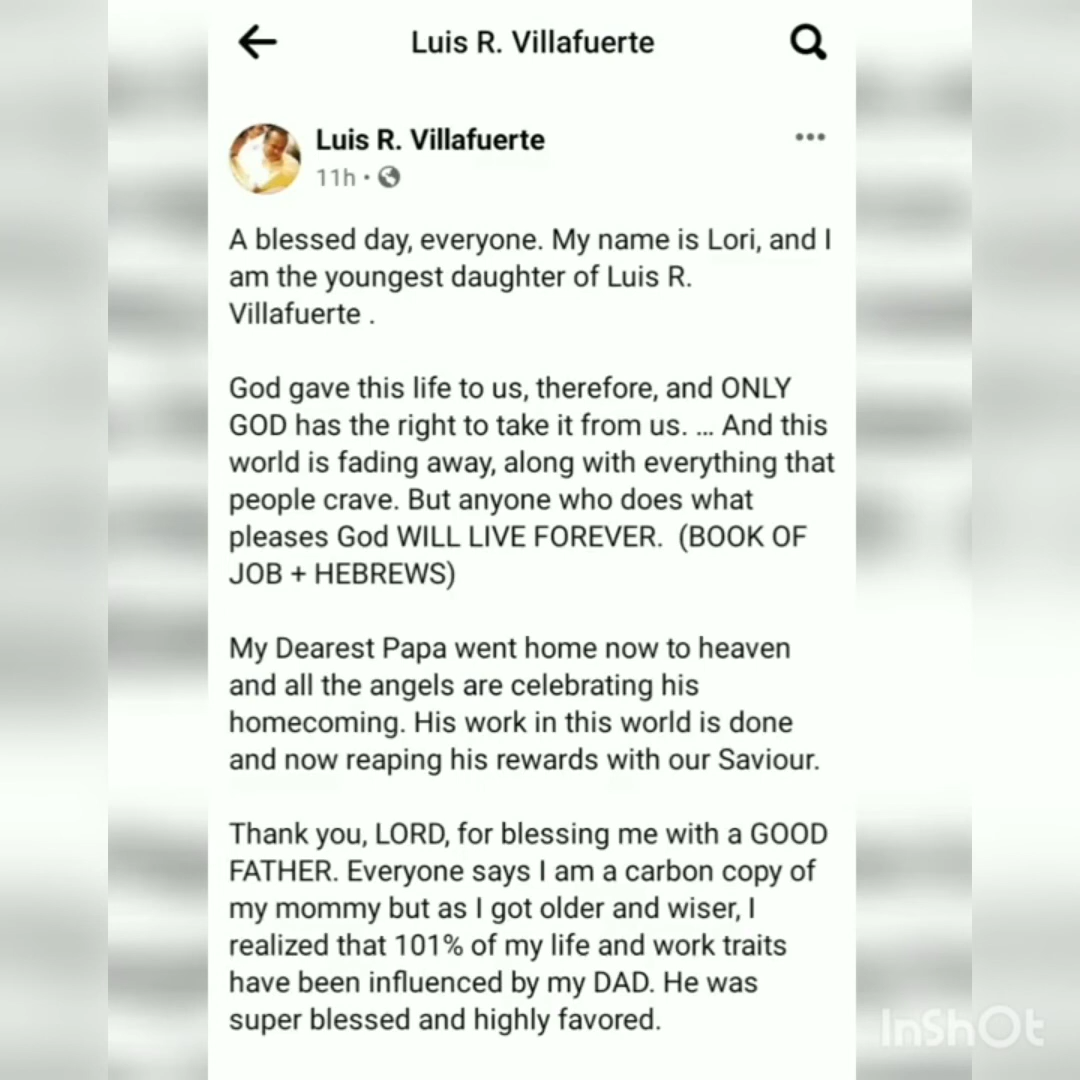 Luis R. Villafuerte
Luis R. Villafuerte
11h •
A blessed day, everyone. My name is Lori, and I
am the youngest daughter of Luis R.
Villafuerte .
God gave this life to us, therefore, and ONLY
GOD has the right to take it from us. ... And this
world is fading away, along with everything that
people crave. But anyone who does what
pleases God WILL LIVE FOREVER.  (BOOK OF
JOB + HEBREWS)
My Dearest Papa went home now to heaven
and all the angels are celebrating his
homecoming. His work in this world is done
and now reaping his rewards with our Saviour.
Thank you, LORD, for blessing me with a GOOD
FATHER. Everyone says I am a carbon copy of
my mommy but as I got older and wiser, I
realized that 101% of my life and work traits
have been influenced by my DAD. He was
super blessed and highly favored.
InShOt